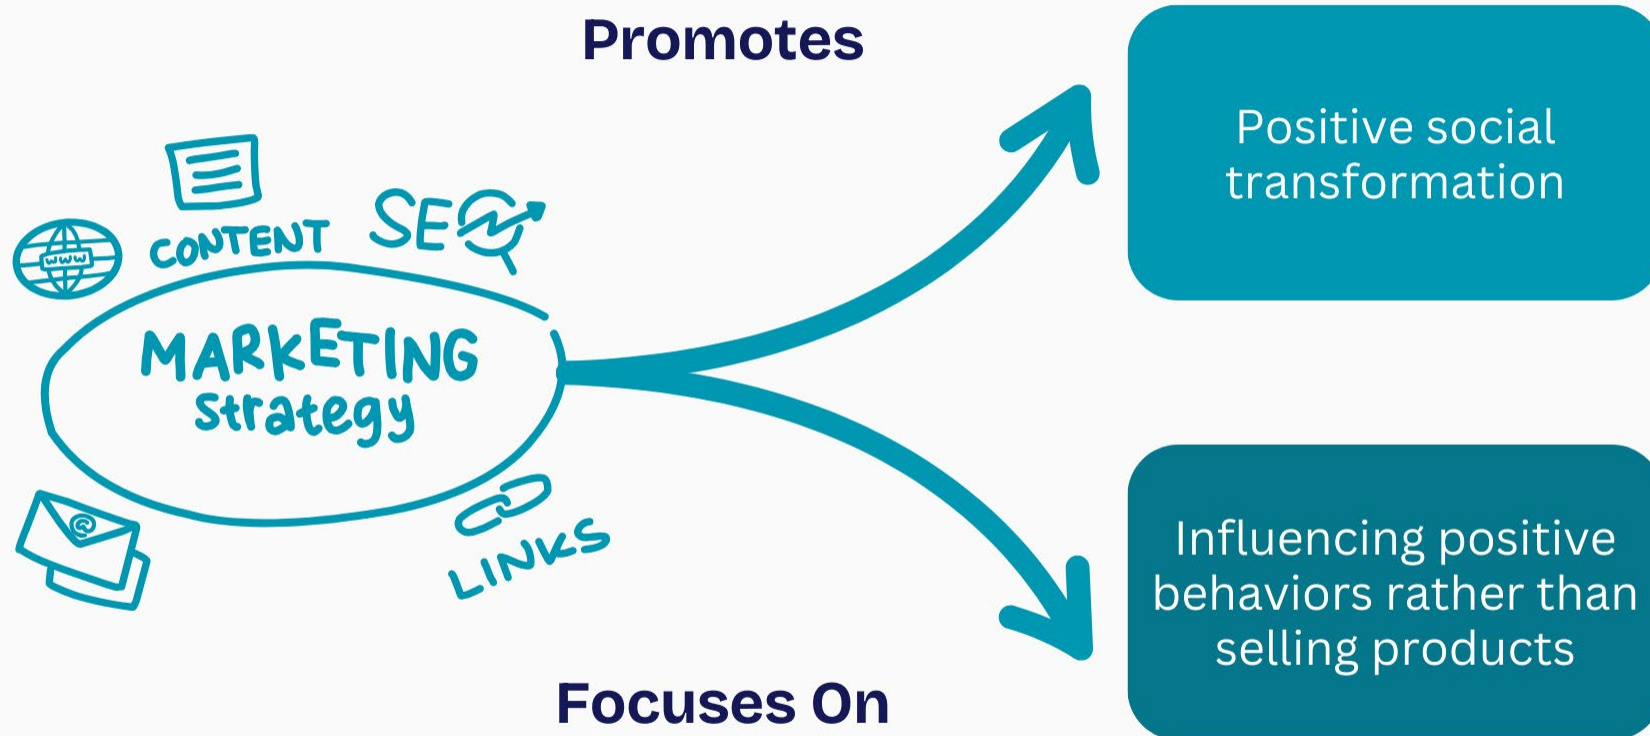 Promotes
Positive social
transformation
CONTENT
SEO
www
MARKETING
strategy
@
LINKS
Influencing positive
behaviors rather than
selling products
Focuses On